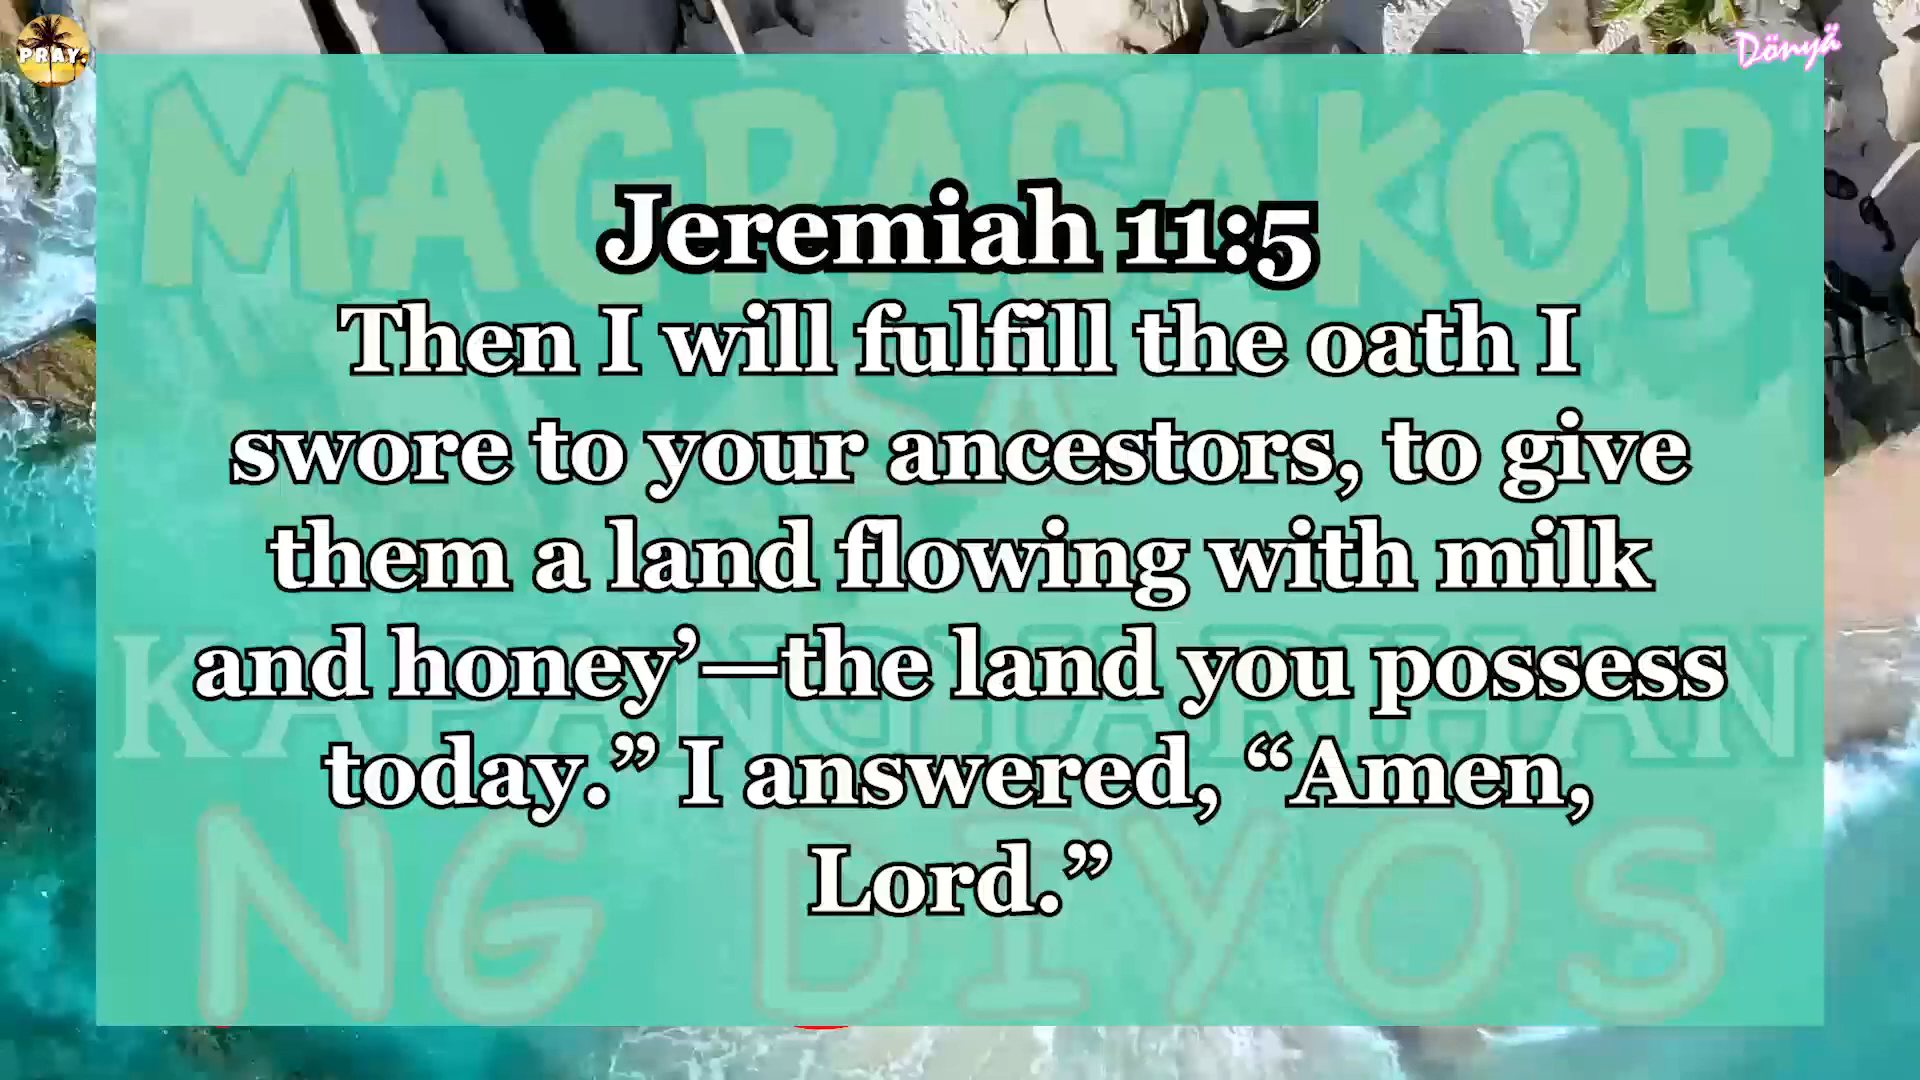 PRAY.
Dönyä
MAGPASAKOP
SA
KAPANGYARIHAN
NG DIYOS
Jeremiah 11:5
Then I will fulfill the oath I
swore to your ancestors, to give
them a land flowing with milk
and honey’—the land you possess
today.” I answered, “Amen,
Lord.”